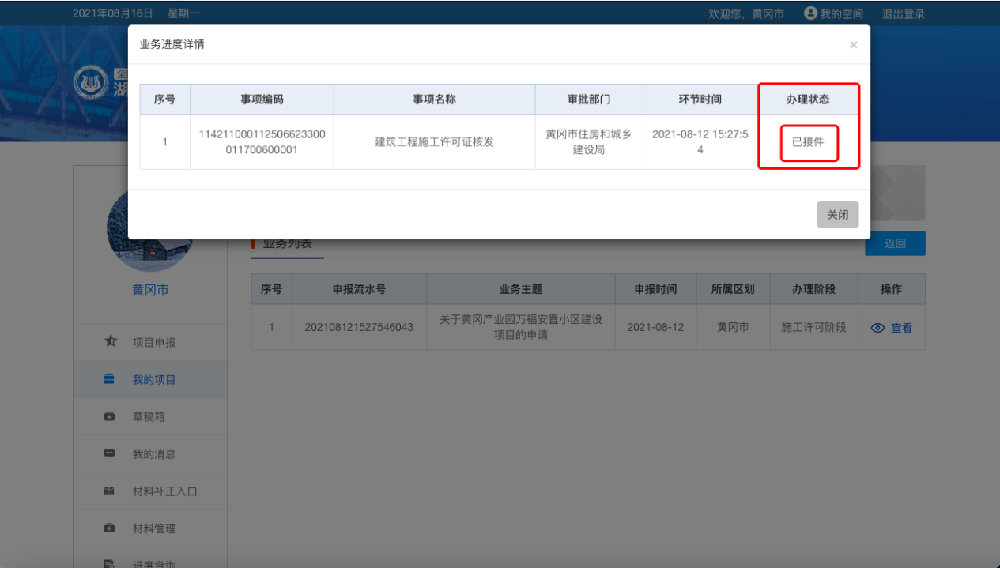 2021年08月16日 星期一 欢迎您，黄冈市 我的空间 退出登录
业务进度详情 ×
全
湖
序号 事项编码 事项名称 审批部门 环节时间 办理状态
1 114211000112506623300 建筑工程施工许可证核发 黄冈市住房和城乡 2021-08-12 15:27:5 已接件
011700600001 建设局 4
关闭
业务列表 返回
黄冈市
序号 申报流水号 业务主题 申报时间 所属区划 办理阶段 操作
1 202108121527546043 关于黄冈产业园万福安置小区建设 2021-08-12 黄冈市 施工许可阶段 查看
项目的申请
项目申报
我的项目
草稿箱
我的消息
材料补正入口
材料管理
进度查询